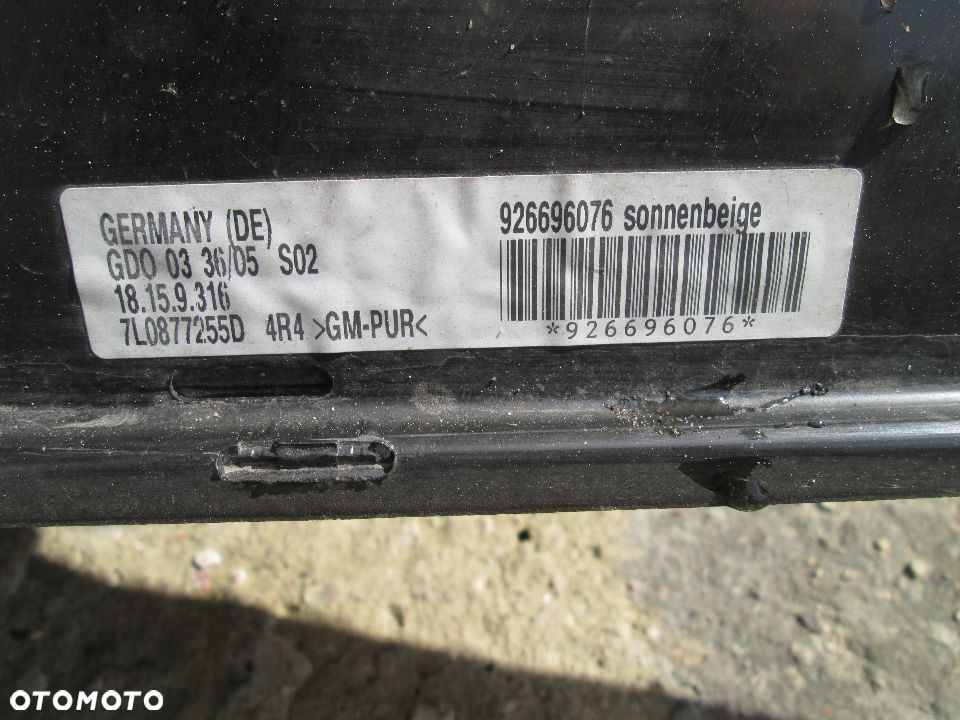 GERMANY (DE)
GDO 03 36/05 S02
18.15.9.316
7L0877255D 4R4 >GM-PUR<
926696076 sonnenbeige
*926696076*
OTOMOTO